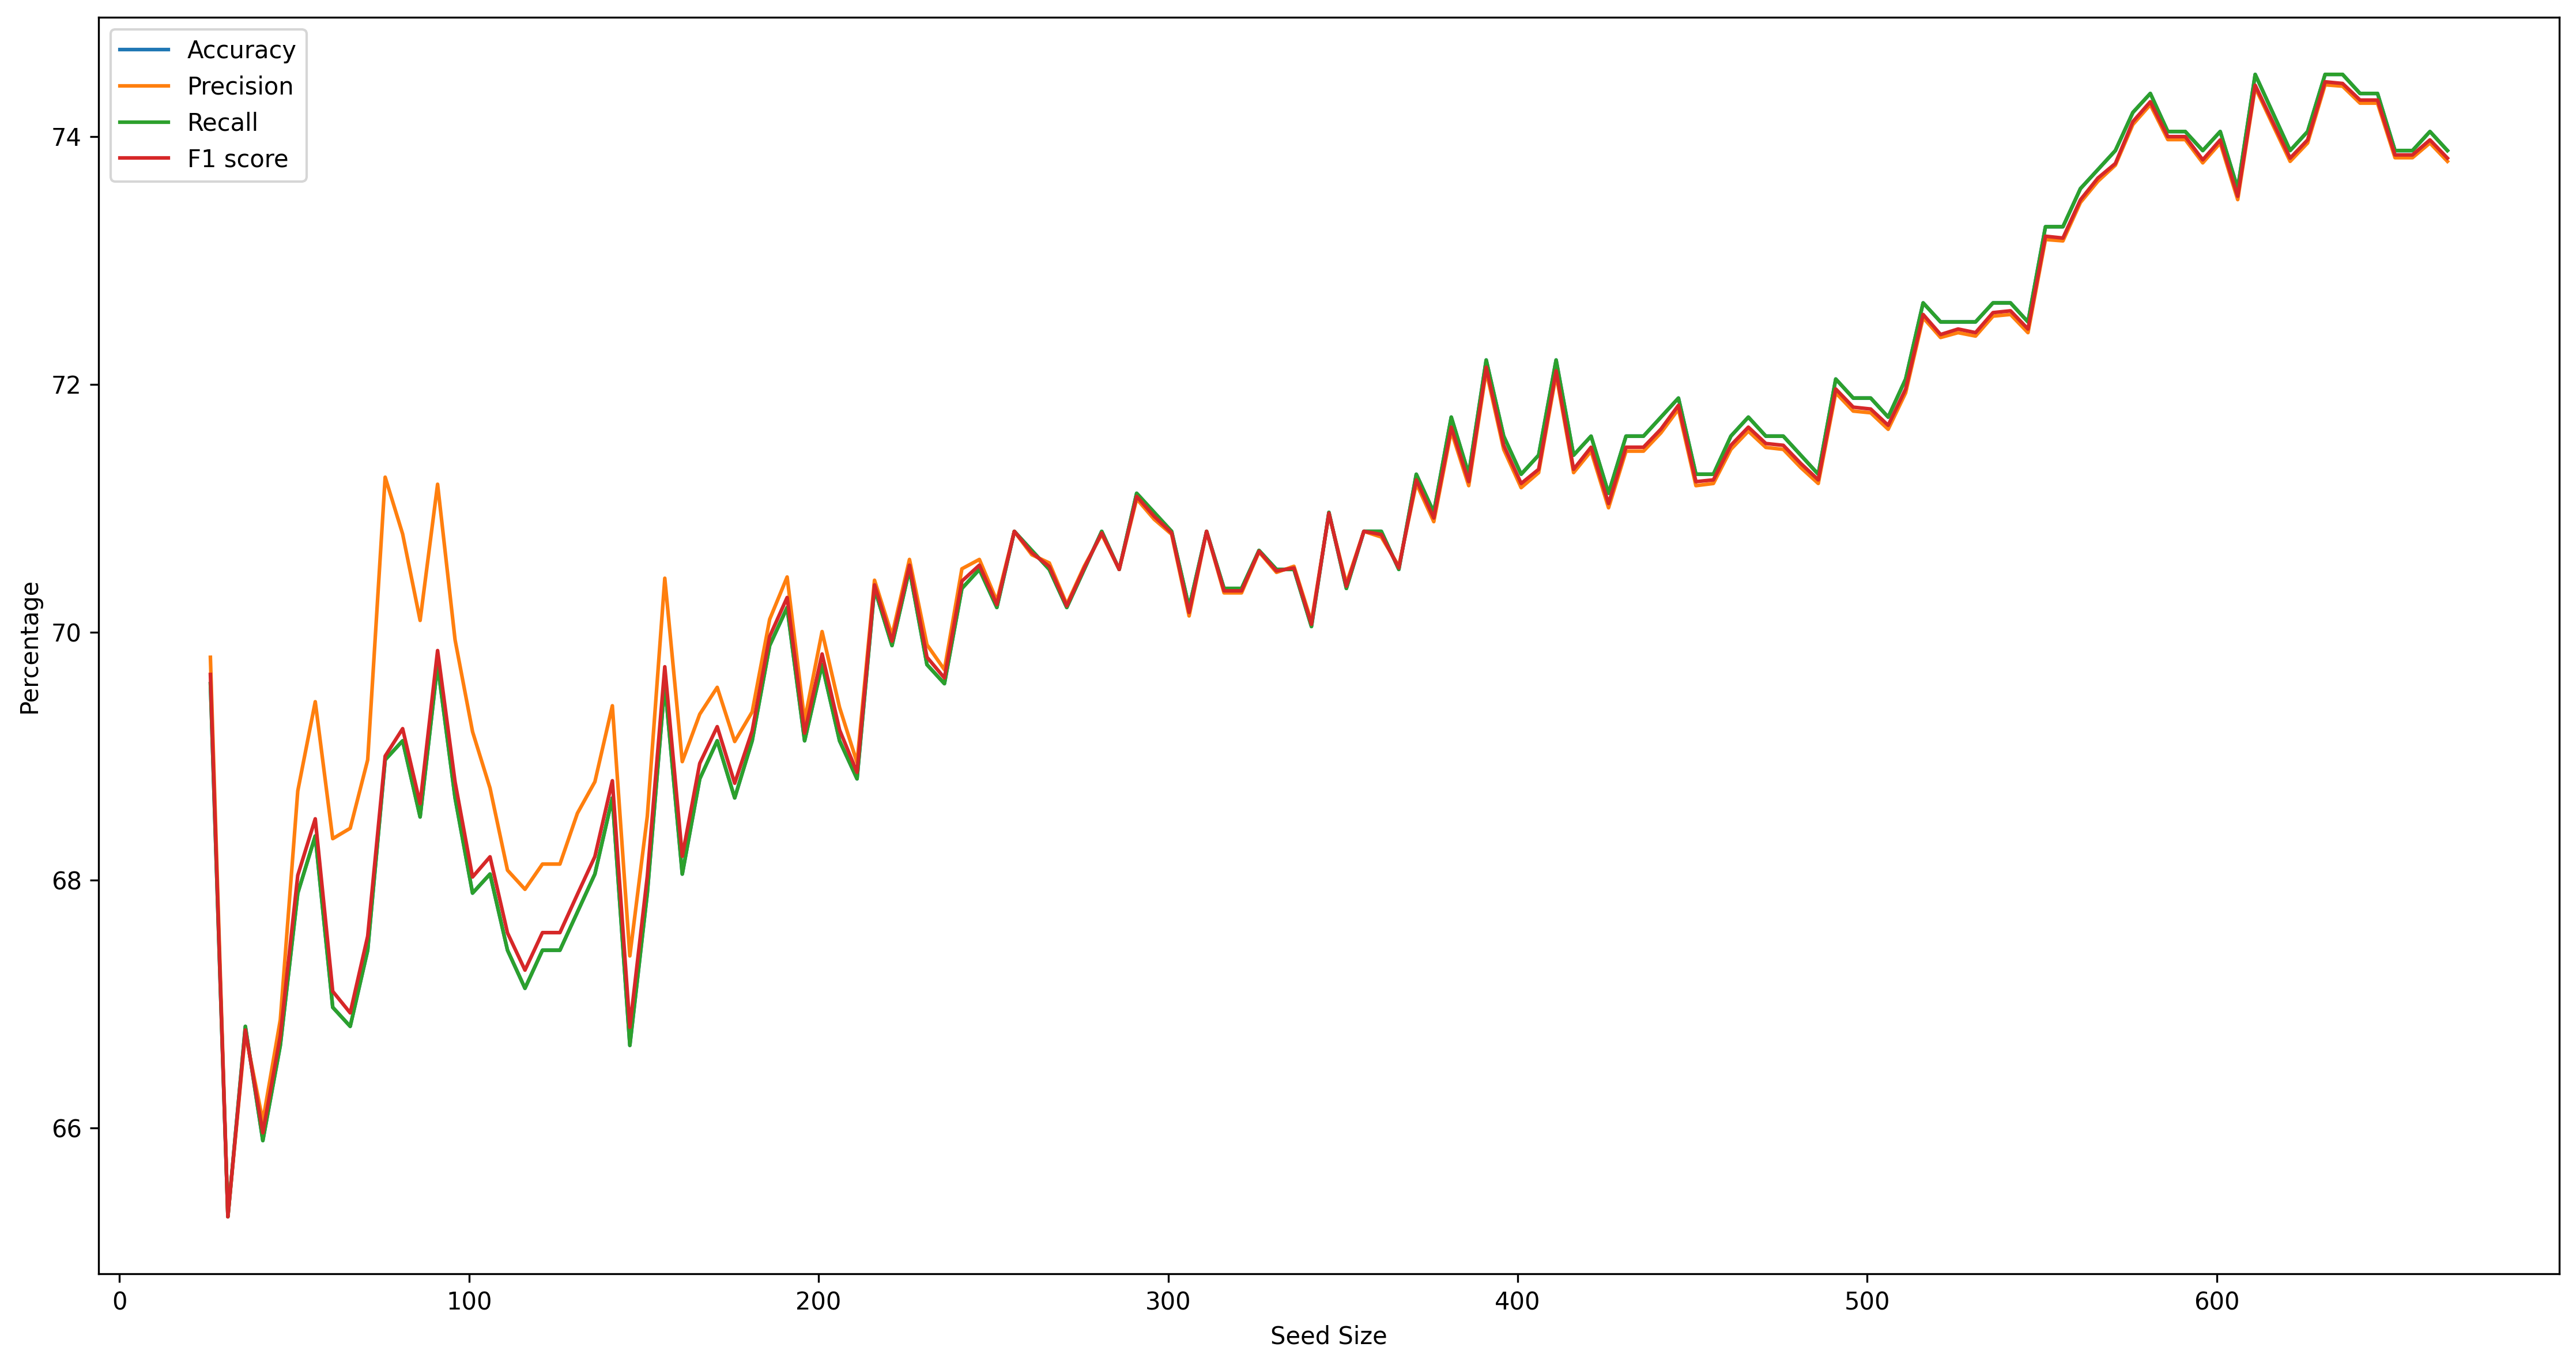 Accuracy
Precision
Recall
F1 score
74
72
70
68
66
Percentage
0 100 200 300 400 500 600
Seed Size